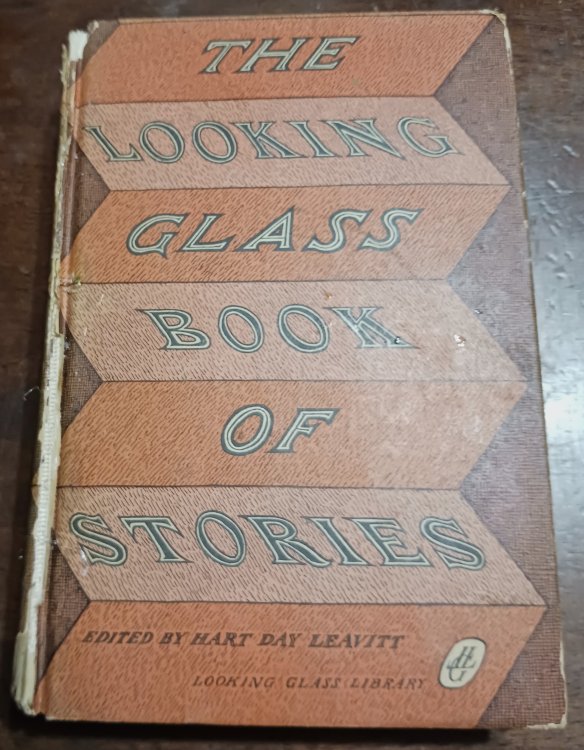 THE
LOOKING
GLASS
BOOK
OF
STORIES
EDITED BY HART DAY LEAVITT
LOOKING GLASS LIBRARY